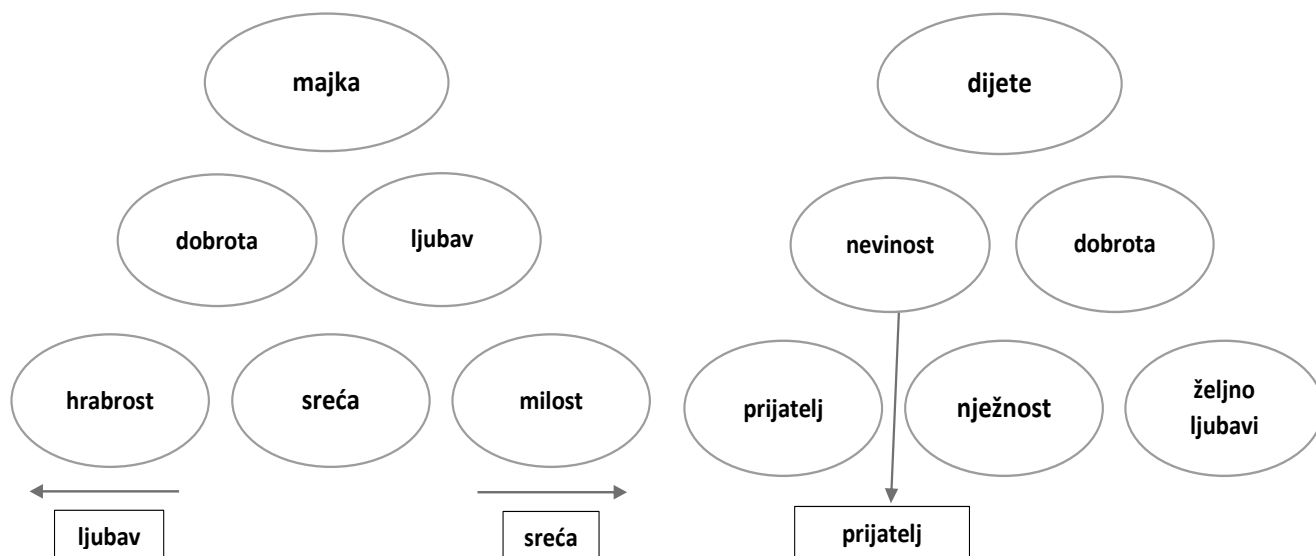 majka
dobrota
ljubav
hrabrost
sreća
milost
ljubav
sreća
dijete
nevinost
dobrota
prijatelj
nježnost
željno
ljubavi
prijatelj